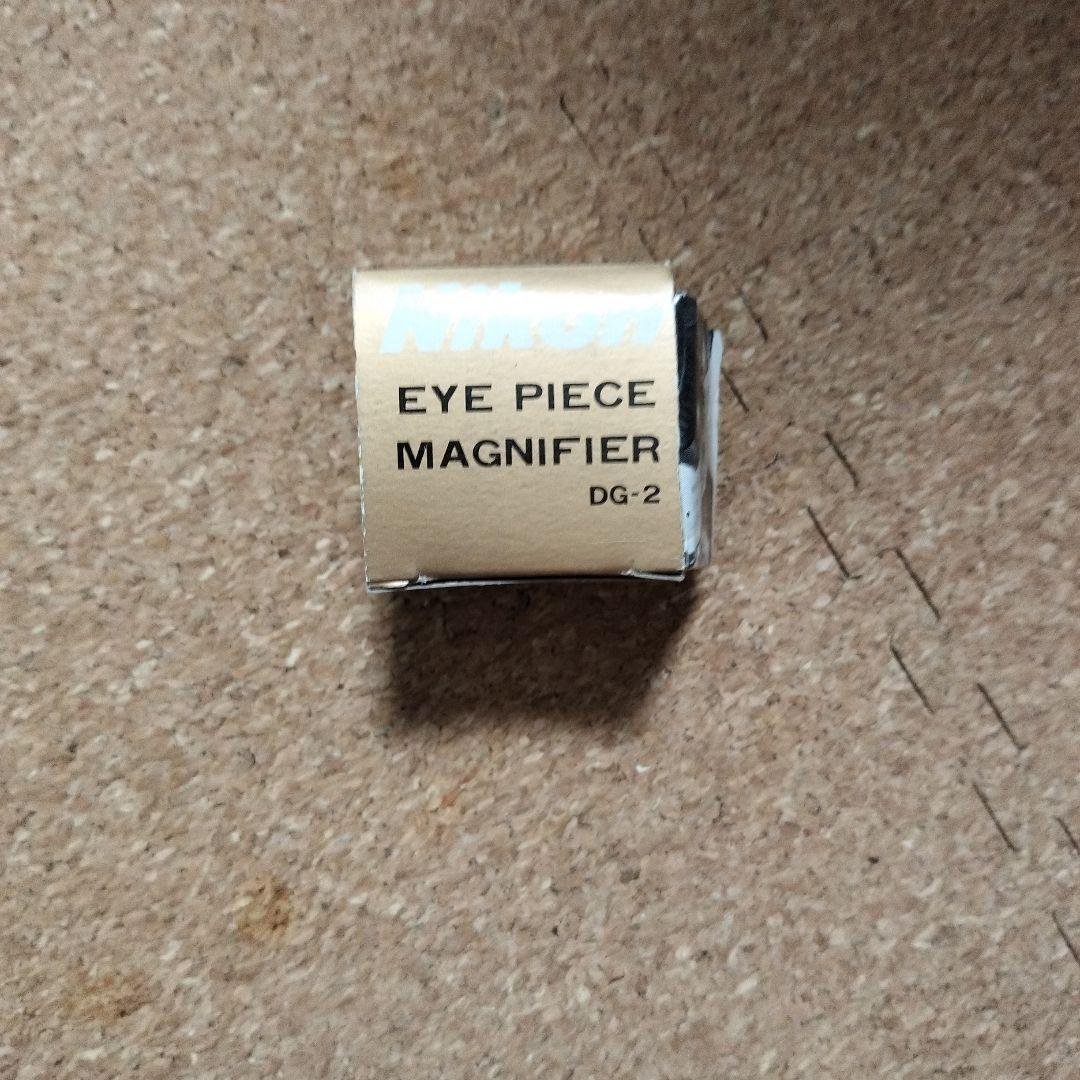 Nikon
EYE PIECE
MAGNIFIER
DG-2